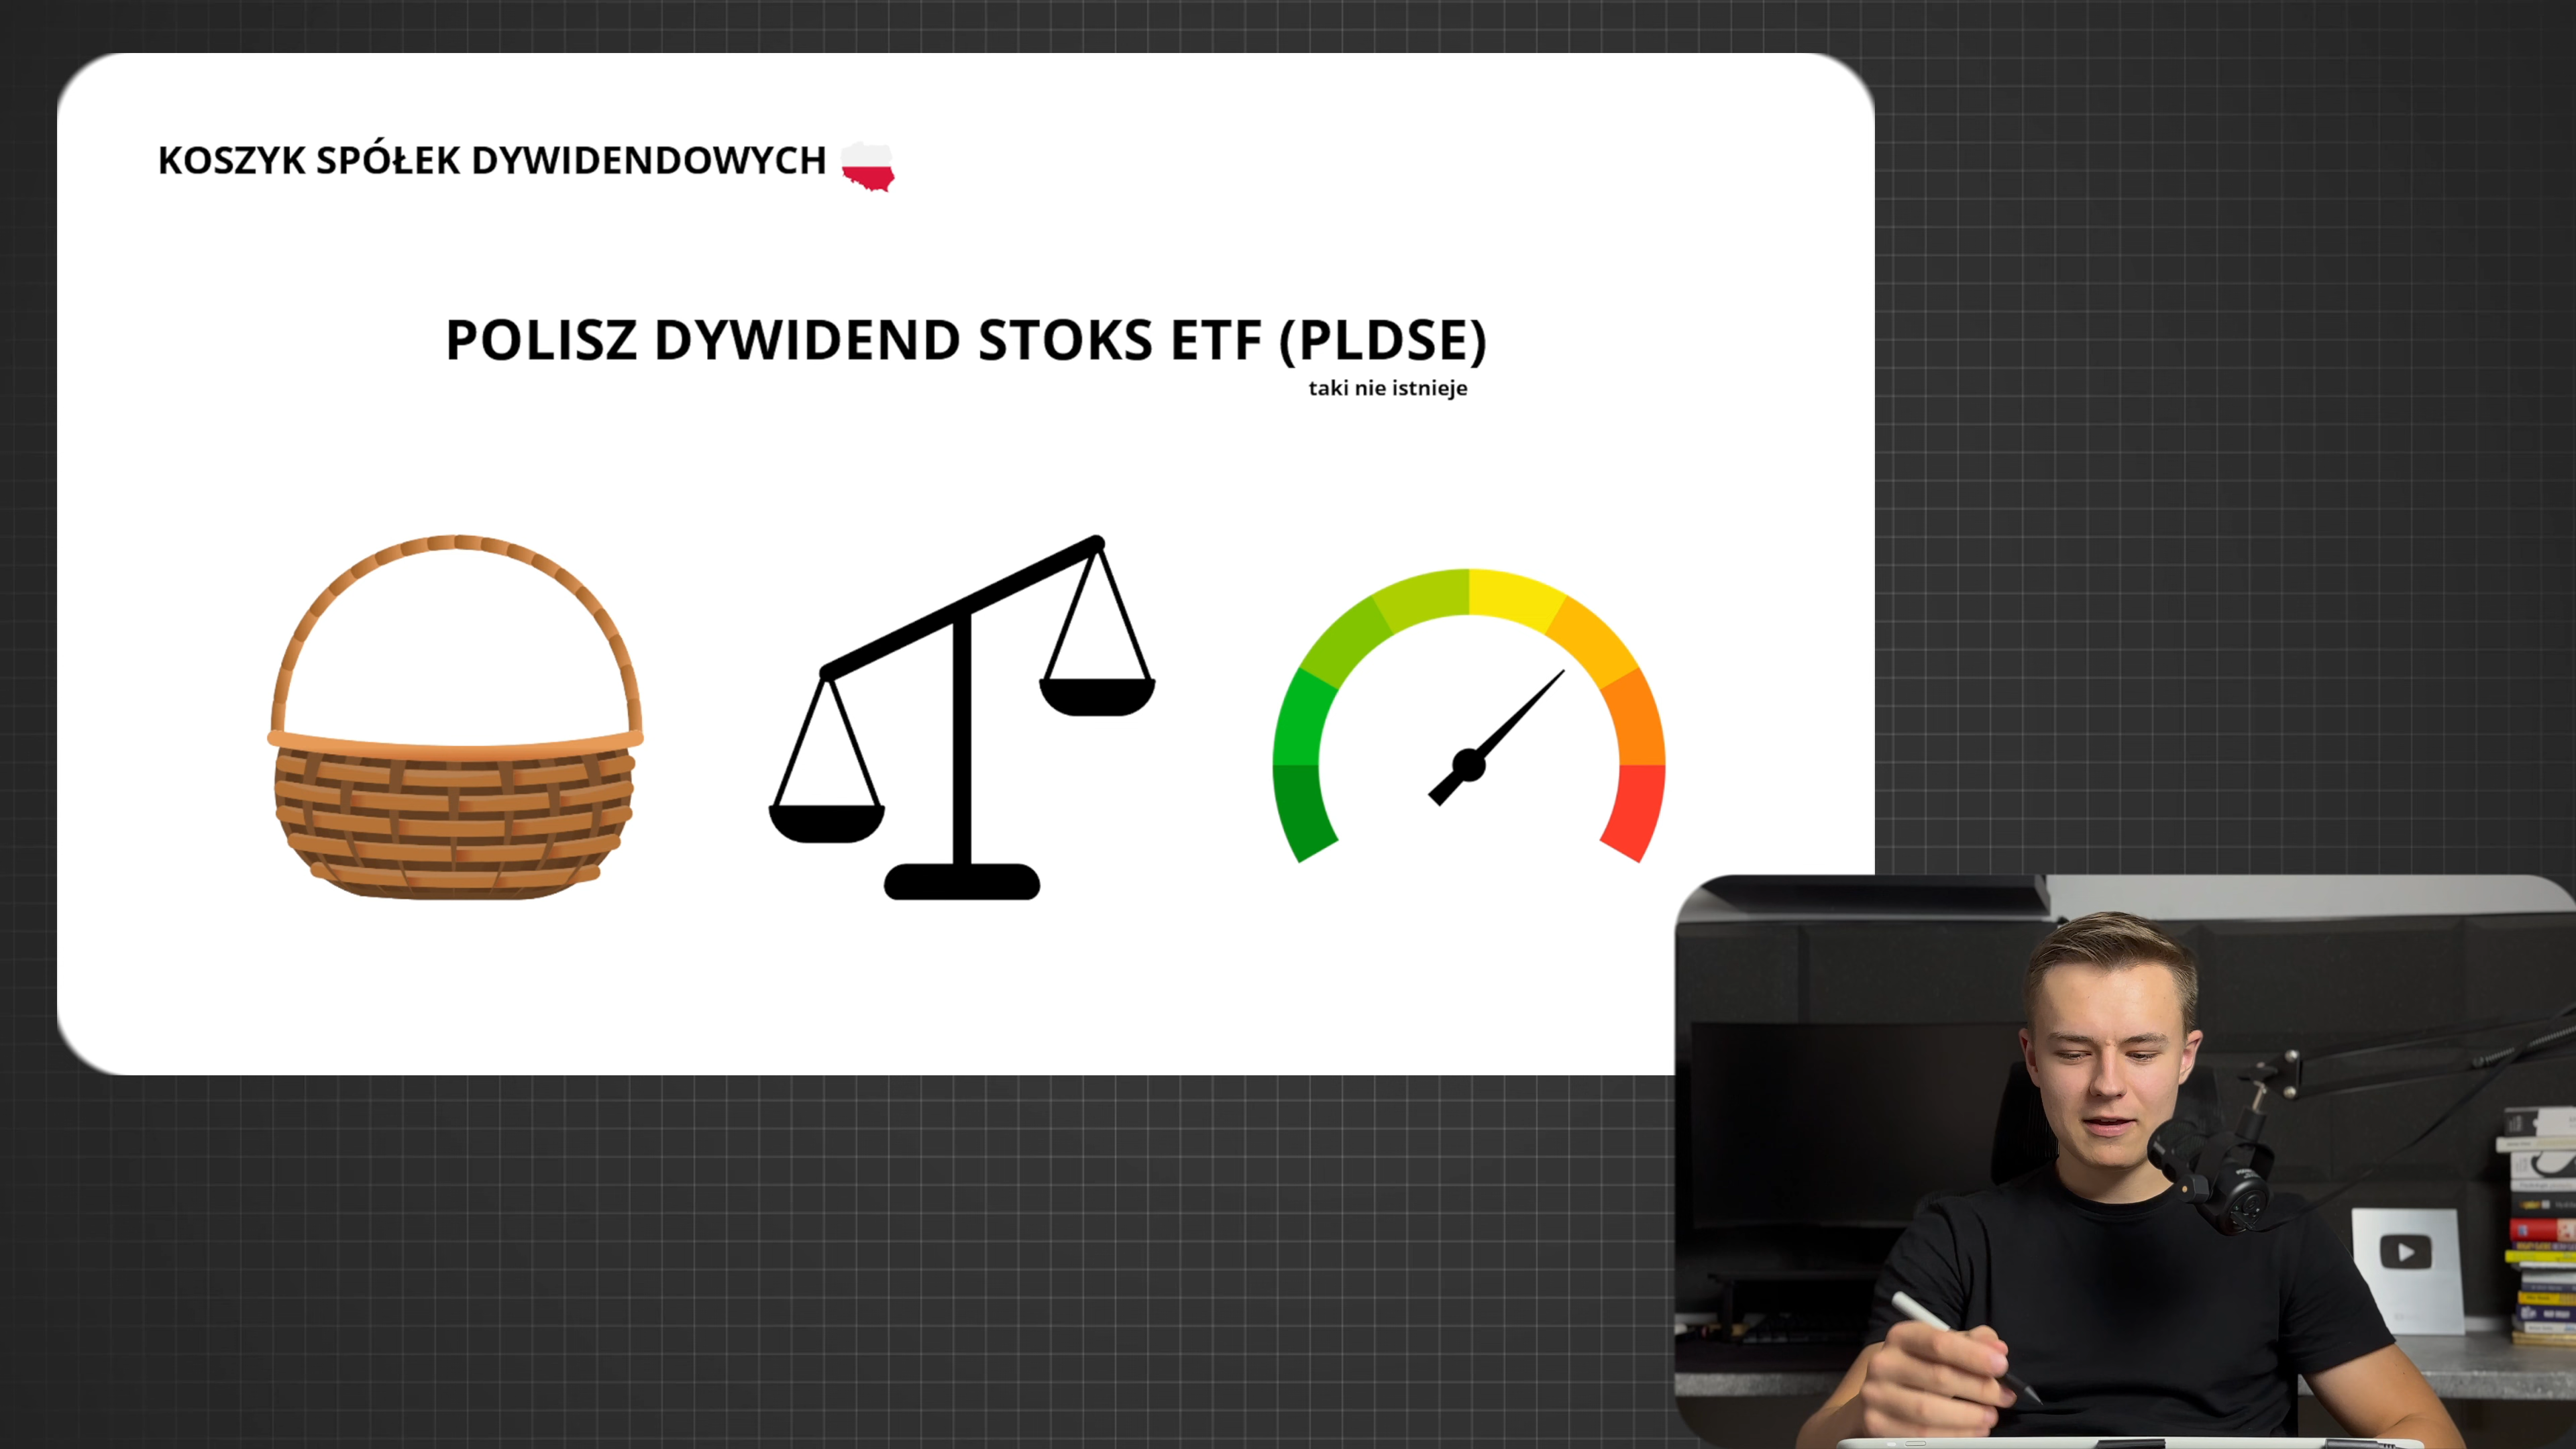 KOSZYK SPÓŁEK DYWIDENDOWYCH
POLISZ DYWIDEND STOKS ETF (PLDSE)
taki nie istnieje